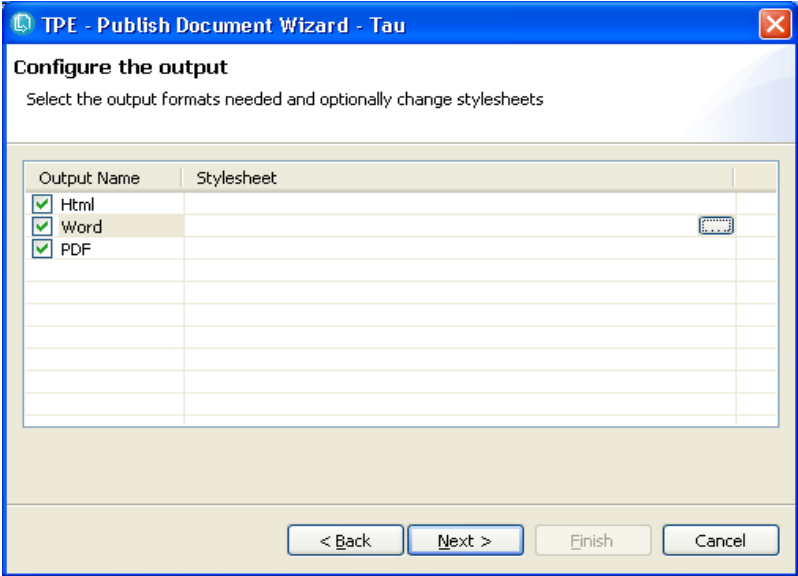 TPE - Publish Document Wizard - Tau
Configure the output
Select the output formats needed and optionally change stylesheets
Output Name Stylesheet
Html
Word ...
PDF
< Back Next > Finish Cancel